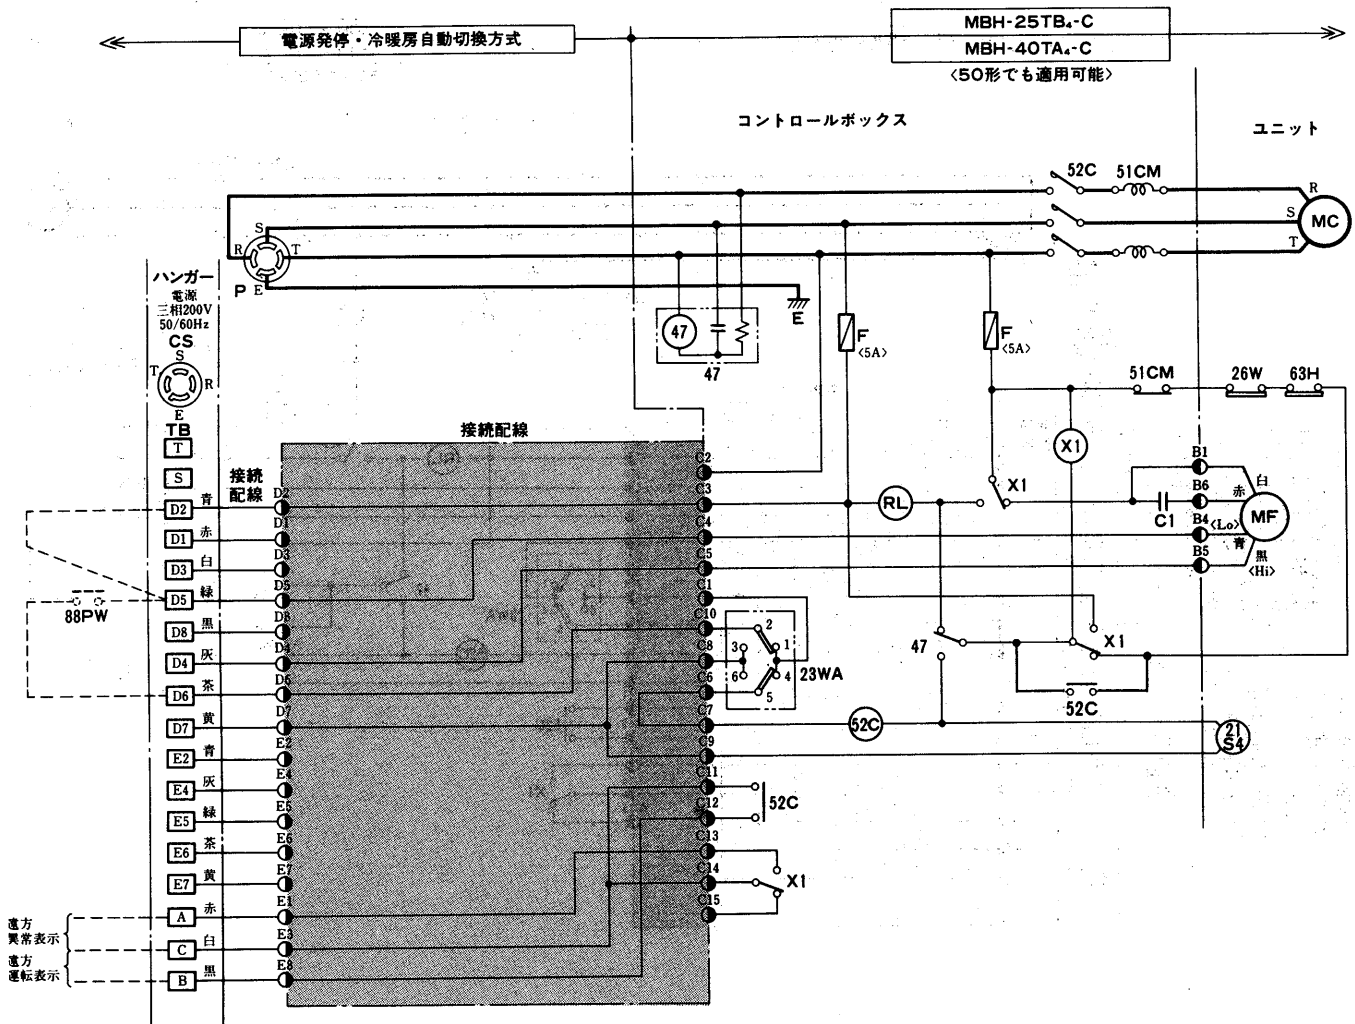 電源発停・冷暖房自動切換方式
MBH-25TB₄-C
MBH-40TA₄-C
〈50形でも適用可能〉
コントロールボックス
ユニット
52C
51CM
R
S
T
MC
S
R
T
P
E
E
ハンガー
電源
三相200V
50/60Hz
CS
S
T
R
E
TB
47
47
F
〈5A〉
F
〈5A〉
51CM
26W
63H
X1
接続配線
接続
配線
T
S
D2 青 D2
D1 赤 D1
D3 白 D3
D5 緑 D5
D8 黒 D8
D4 灰 D4
D6 茶 D6
D7 黄 D7
E2 青 E2
E4 灰 E4
E5 緑 E5
E6 茶 E6
E7 黄 E7
A 赤 E1
C 白 E3
B 黒 E8
88PW
遠方
異常表示
遠方
運転表示
C2
C3
C4
C5
C1
C10
C8
C6
C7
C9
C11
C12
C13
C14
C15
RL
X1
C1
B1
B6
B4
B5
白
赤
〈Lo〉
青
黒
〈Hi〉
MF
2
3
1
6
4
5
23WA
47
X1
52C
52C
21
S4
52C
X1